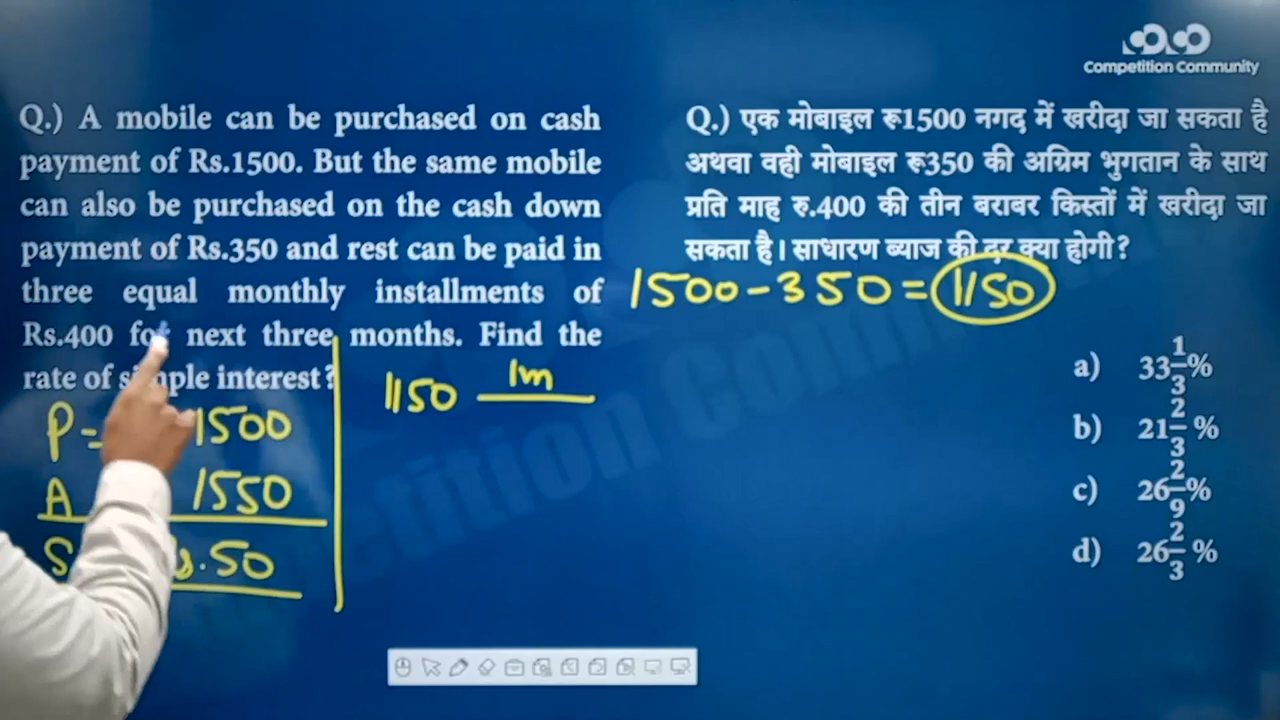 Competition Community
Q.) A mobile can be purchased on cash
payment of Rs.1500. But the same mobile
can also be purchased on the cash down
payment of Rs.350 and rest can be paid in
three equal monthly installments of
Rs.400 for next three months. Find the
rate of simple interest?
Q.) एक मोबाइल रू1500 नगद में खरीदा जा सकता है
अथवा वही मोबाइल रू350 की अग्रिम भुगतान के साथ
प्रति माह रु.400 की तीन बराबर किस्तों में खरीदा जा
सकता है। साधारण ब्याज की दर क्या होगी?
1500-350=1150
P= 1500
A 1550
S .50
1150 1m
a) 33 1/3%
b) 21 2/3 %
c) 26 2/9%
d) 26 2/3 %